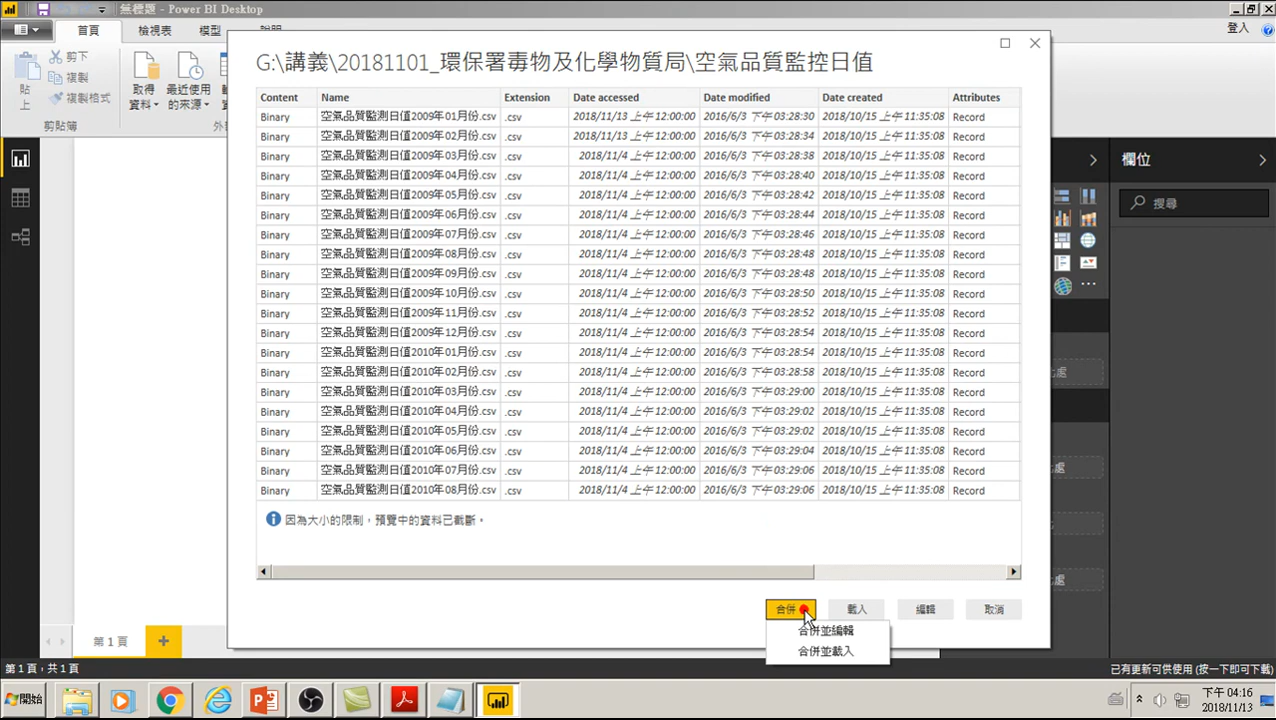 無標題 - Power BI Desktop
首頁 檢視表 模型 說明
登入
剪下
複製
複製格式
貼上
取得資料
最近使用的來源
剪貼簿
G:\講義\20181101_環保署毒物及化學物質局\空氣品質監控日值
Content Name Extension Date accessed Date modified Date created Attributes
Binary 空氣品質監測日值2009年01月份.csv .csv 2018/11/13 上午 12:00:00 2016/6/3 下午 03:28:30 2018/10/15 上午 11:35:08 Record
Binary 空氣品質監測日值2009年02月份.csv .csv 2018/11/13 上午 12:00:00 2016/6/3 下午 03:28:34 2018/10/15 上午 11:35:08 Record
Binary 空氣品質監測日值2009年03月份.csv .csv 2018/11/4 上午 12:00:00 2016/6/3 下午 03:28:38 2018/10/15 上午 11:35:08 Record
Binary 空氣品質監測日值2009年04月份.csv .csv 2018/11/4 上午 12:00:00 2016/6/3 下午 03:28:40 2018/10/15 上午 11:35:08 Record
Binary 空氣品質監測日值2009年05月份.csv .csv 2018/11/4 上午 12:00:00 2016/6/3 下午 03:28:42 2018/10/15 上午 11:35:08 Record
Binary 空氣品質監測日值2009年06月份.csv .csv 2018/11/4 上午 12:00:00 2016/6/3 下午 03:28:44 2018/10/15 上午 11:35:08 Record
Binary 空氣品質監測日值2009年07月份.csv .csv 2018/11/4 上午 12:00:00 2016/6/3 下午 03:28:46 2018/10/15 上午 11:35:08 Record
Binary 空氣品質監測日值2009年08月份.csv .csv 2018/11/4 上午 12:00:00 2016/6/3 下午 03:28:48 2018/10/15 上午 11:35:08 Record
Binary 空氣品質監測日值2009年09月份.csv .csv 2018/11/4 上午 12:00:00 2016/6/3 下午 03:28:48 2018/10/15 上午 11:35:08 Record
Binary 空氣品質監測日值2009年10月份.csv .csv 2018/11/4 上午 12:00:00 2016/6/3 下午 03:28:50 2018/10/15 上午 11:35:08 Record
Binary 空氣品質監測日值2009年11月份.csv .csv 2018/11/4 上午 12:00:00 2016/6/3 下午 03:28:52 2018/10/15 上午 11:35:08 Record
Binary 空氣品質監測日值2009年12月份.csv .csv 2018/11/4 上午 12:00:00 2016/6/3 下午 03:28:54 2018/10/15 上午 11:35:08 Record
Binary 空氣品質監測日值2010年01月份.csv .csv 2018/11/4 上午 12:00:00 2016/6/3 下午 03:28:54 2018/10/15 上午 11:35:08 Record
Binary 空氣品質監測日值2010年02月份.csv .csv 2018/11/4 上午 12:00:00 2016/6/3 下午 03:28:58 2018/10/15 上午 11:35:08 Record
Binary 空氣品質監測日值2010年03月份.csv .csv 2018/11/4 上午 12:00:00 2016/6/3 下午 03:29:00 2018/10/15 上午 11:35:08 Record
Binary 空氣品質監測日值2010年04月份.csv .csv 2018/11/4 上午 12:00:00 2016/6/3 下午 03:29:02 2018/10/15 上午 11:35:08 Record
Binary 空氣品質監測日值2010年05月份.csv .csv 2018/11/4 上午 12:00:00 2016/6/3 下午 03:29:02 2018/10/15 上午 11:35:08 Record
Binary 空氣品質監測日值2010年06月份.csv .csv 2018/11/4 上午 12:00:00 2016/6/3 下午 03:29:04 2018/10/15 上午 11:35:08 Record
Binary 空氣品質監測日值2010年07月份.csv .csv 2018/11/4 上午 12:00:00 2016/6/3 下午 03:29:06 2018/10/15 上午 11:35:08 Record
Binary 空氣品質監測日值2010年08月份.csv .csv 2018/11/4 上午 12:00:00 2016/6/3 下午 03:29:06 2018/10/15 上午 11:35:08 Record
因為大小的限制，預覽中的資料已截斷。
合併 載入 編輯 取消
合併並編輯
合併並載入
欄位
搜尋
第 1 頁
第 1 頁，共 1 頁
已有更新可供使用 (按一下即可下載)
開始
下午 04:16
2018/11/13